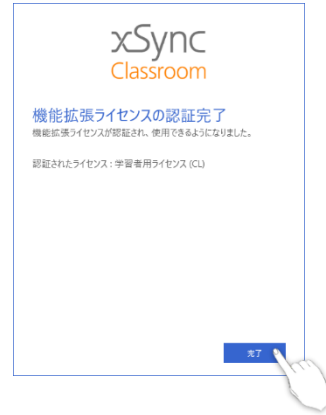 xSync
Classroom
機能拡張ライセンスの認証完了
機能拡張ライセンスが認証され、使用できるようになりました。
認証されたライセンス : 学習者用ライセンス (CL)
完了